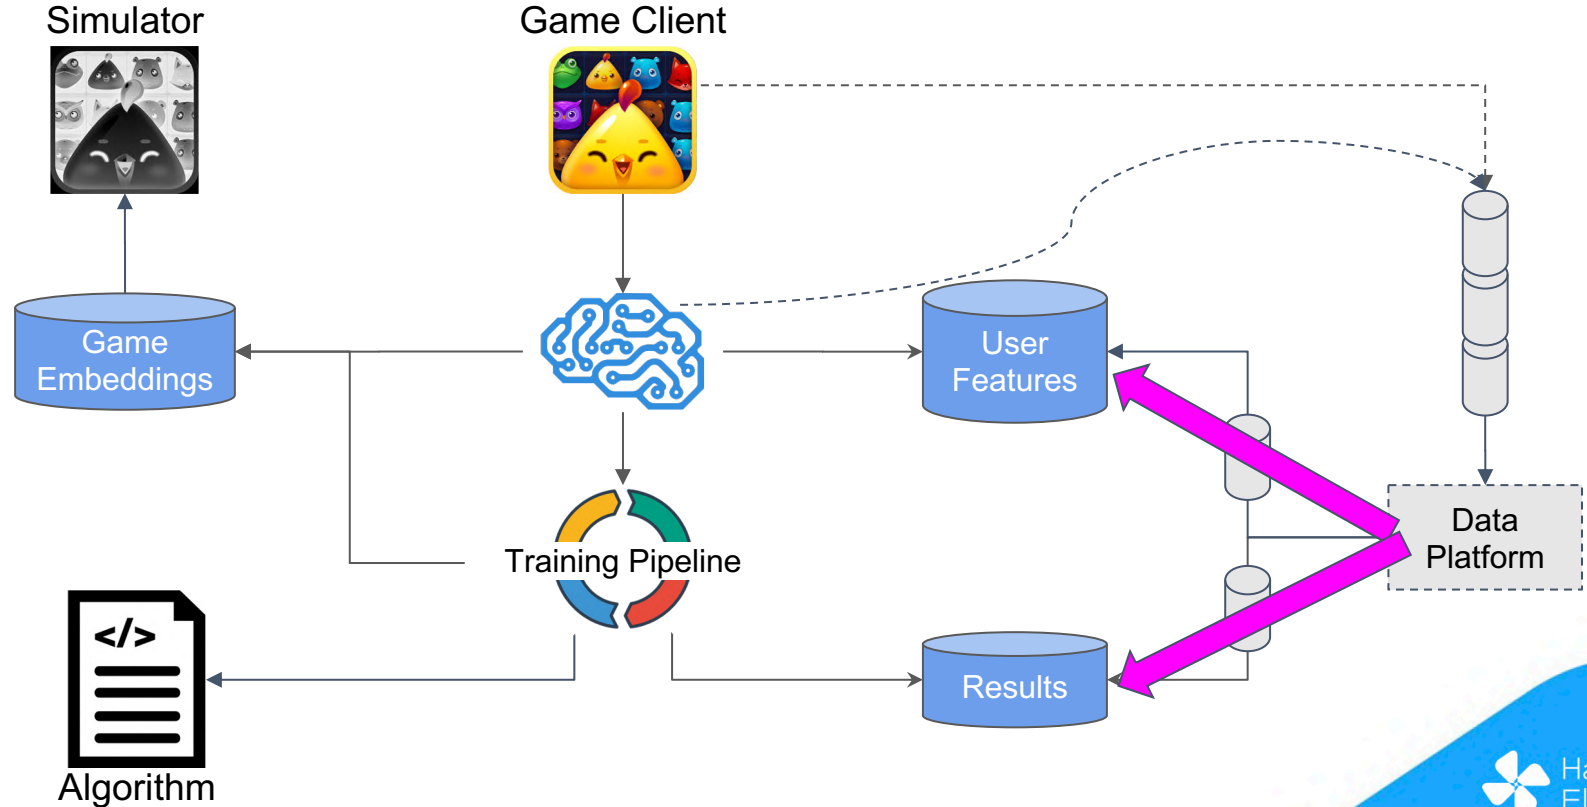 Simulator
Game Client
Game
Embeddings
User
Features
Data
Platform
Training Pipeline
</>
Results
Algorithm